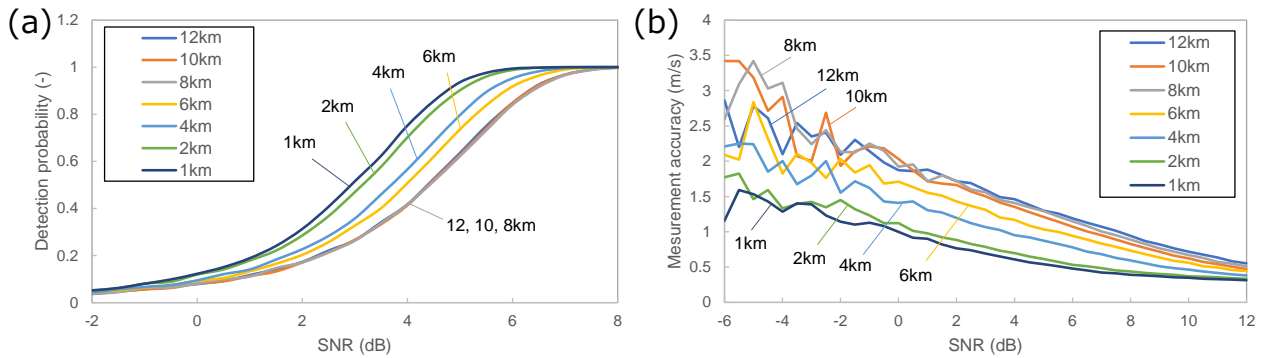 (a)
1.2
1
0.8
0.6
0.4
0.2
0
Detection probability (-)
12km
10km
8km
6km
4km
2km
1km
6km
4km
2km
1km
12, 10, 8km
-2 0 2 4 6 8
SNR (dB)
(b)
4
3.5
3
2.5
2
1.5
1
0.5
0
Mesurement accuracy (m/s)
8km
12km
10km
12km
10km
8km
6km
4km
2km
1km
1km
2km
4km
6km
-6 -4 -2 0 2 4 6 8 10 12
SNR (dB)